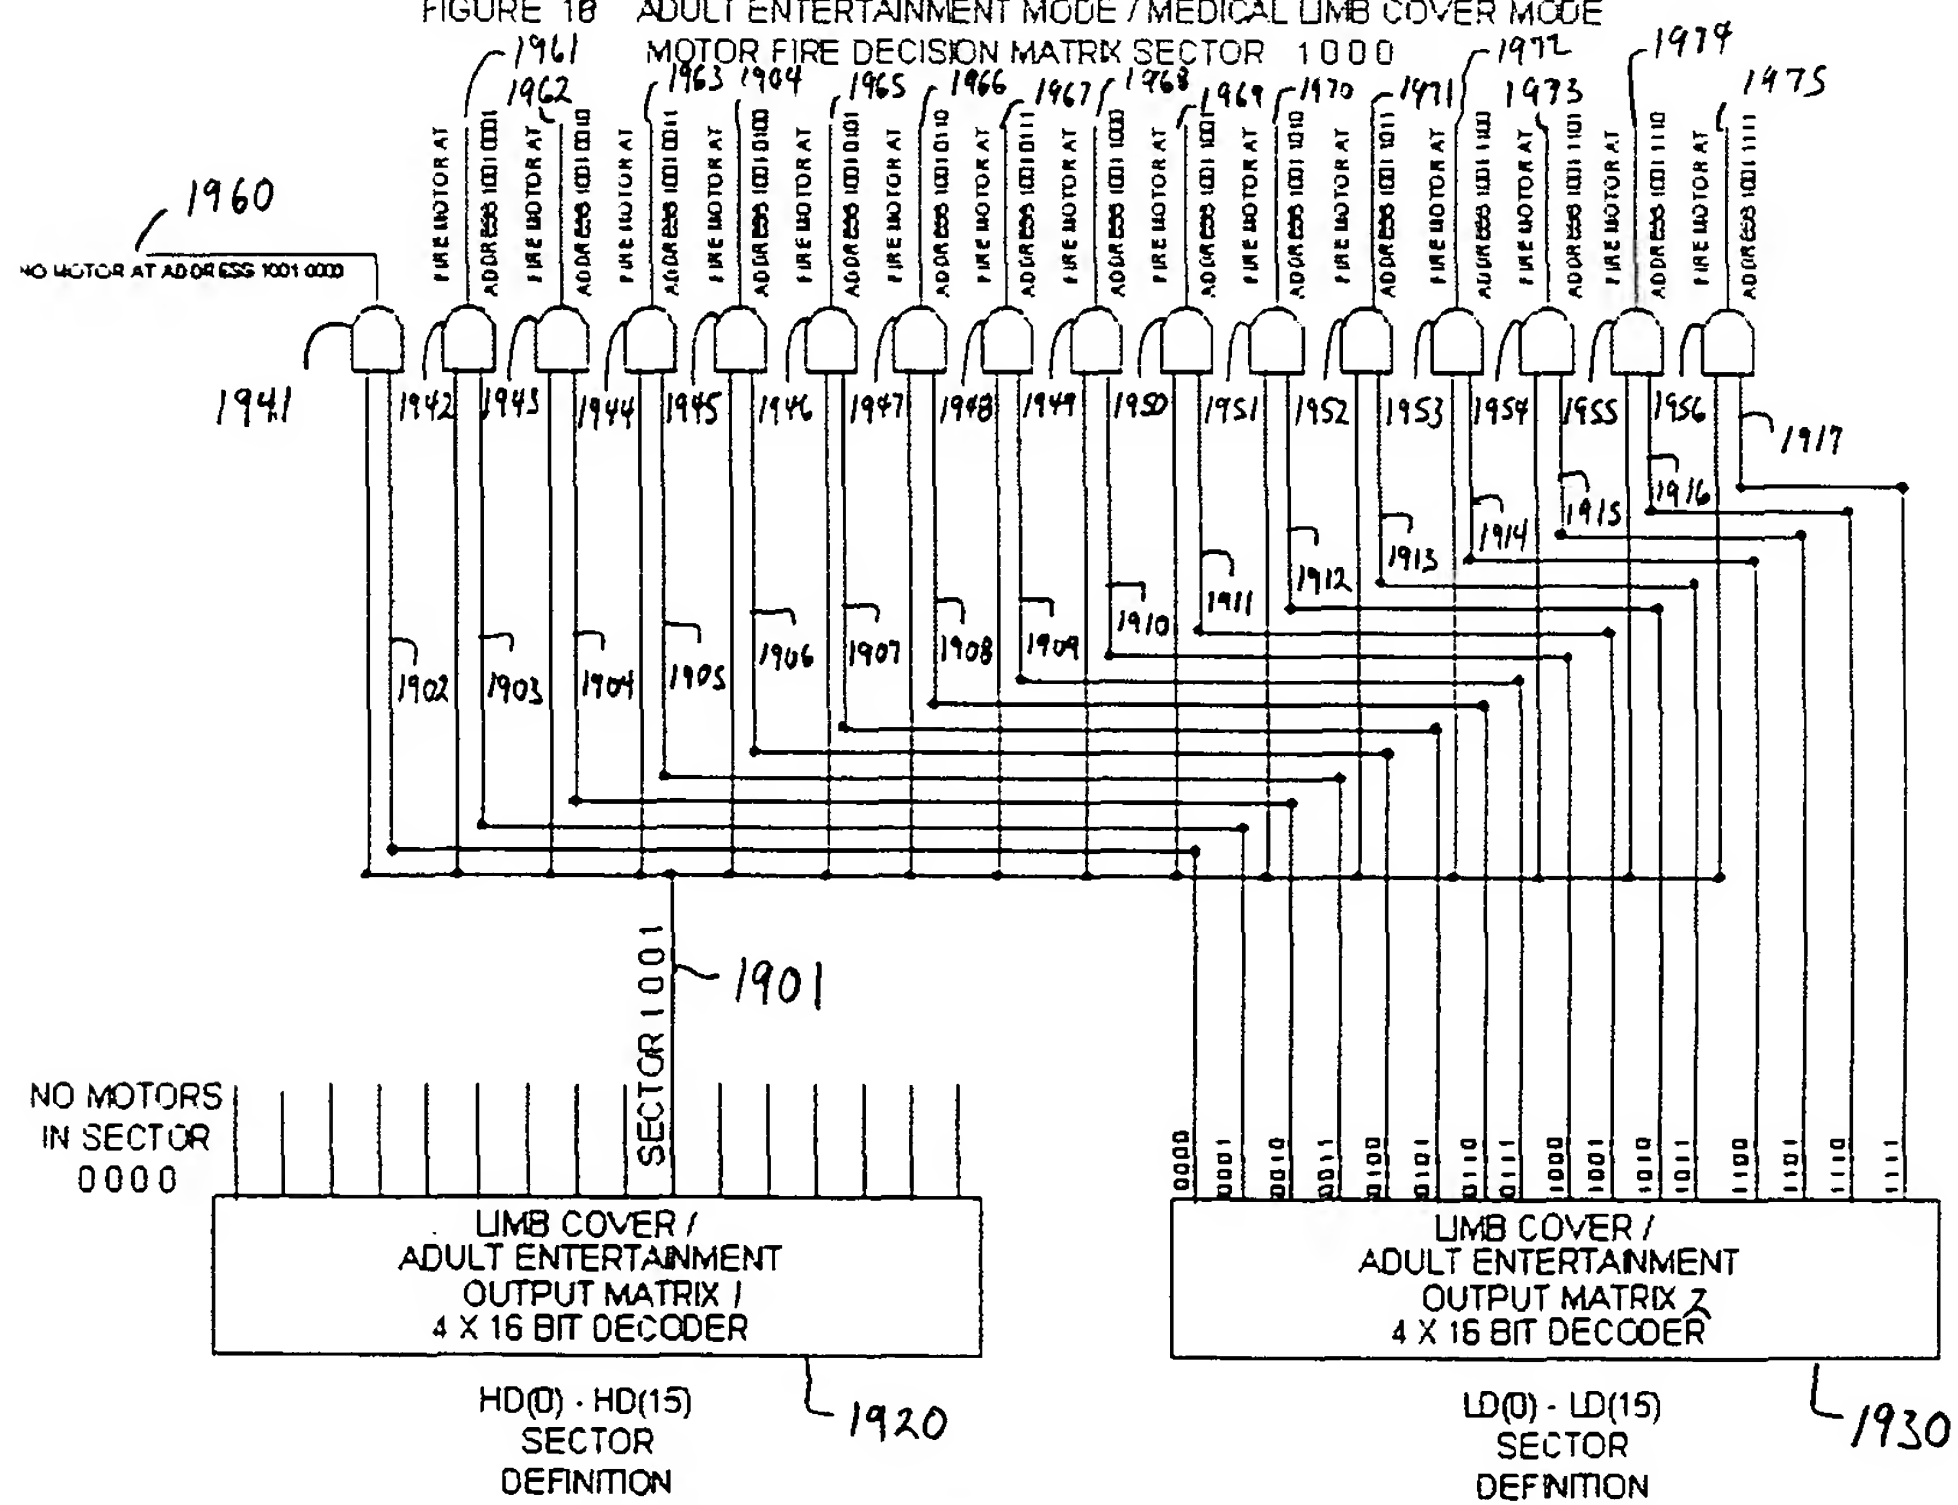 FIGURE 18 ADULT ENTERTAINMENT MODE / MEDICAL LIMB COVER MODE
MOTOR FIRE DECISION MATRIX SECTOR 1000
1960
1961
1962
1963
1904
1965
1966
1967
1968
1969
1970
1971
1972
1973
1974
1975
NO MOTOR AT ADDRESS 1001 0000
FIRE MOTOR AT
ADDRESS 1001 0001
FIRE MOTOR AT
ADDRESS 1001 0010
FIRE MOTOR AT
ADDRESS 1001 0011
FIRE MOTOR AT
ADDRESS 1001 0100
FIRE MOTOR AT
ADDRESS 1001 0101
FIRE MOTOR AT
ADDRESS 1001 0110
FIRE MOTOR AT
ADDRESS 1001 0111
FIRE MOTOR AT
ADDRESS 1001 1000
FIRE MOTOR AT
ADDRESS 1001 1001
FIRE MOTOR AT
ADDRESS 1001 1010
FIRE MOTOR AT
ADDRESS 1001 1011
FIRE MOTOR AT
ADDRESS 1001 1100
FIRE MOTOR AT
ADDRESS 1001 1101
FIRE MOTOR AT
ADDRESS 1001 1110
FIRE MOTOR AT
ADDRESS 1001 1111
1941
1942
1943
1944
1945
1946
1947
1948
1949
1950
1951
1952
1953
1954
1955
1956
1917
1916
1915
1914
1913
1912
1911
1910
1909
1908
1907
1906
1905
1904
1903
1902
SECTOR 1001
1901
NO MOTORS
IN SECTOR
0000
0000
0001
0010
0011
0100
0101
0110
0111
1000
1001
1010
1011
1100
1101
1110
1111
LIMB COVER /
ADULT ENTERTAINMENT
OUTPUT MATRIX 1
4 X 16 BIT DECODER
LIMB COVER /
ADULT ENTERTAINMENT
OUTPUT MATRIX 2
4 X 16 BIT DECODER
HD(0) - HD(15)
SECTOR
DEFINITION
1920
LD(0) - LD(15)
SECTOR
DEFINITION
1930